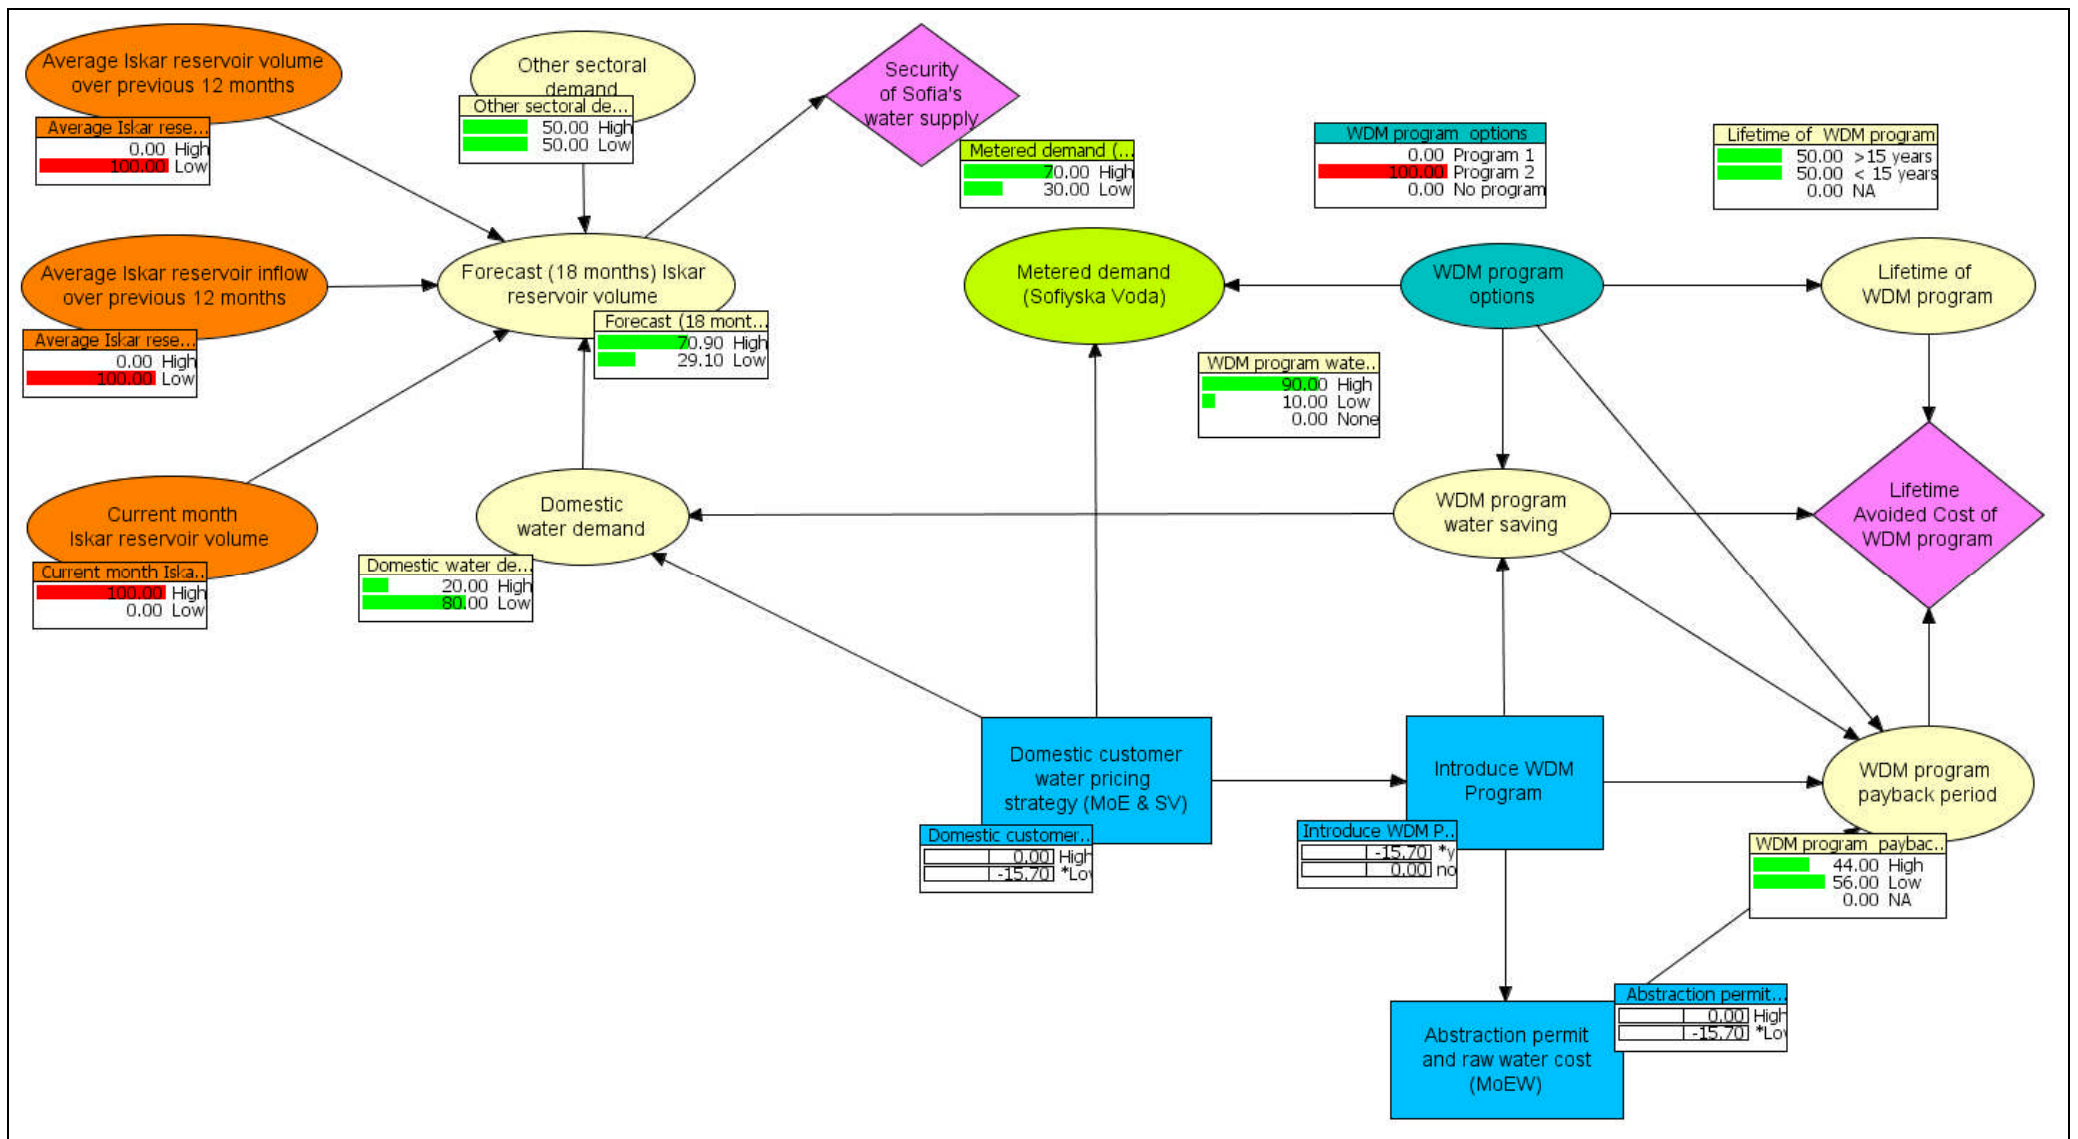 Average Iskar reservoir volume
over previous 12 months
Average Iskar rese...
0.00 High
100.00 Low
Other sectoral
demand
Other sectoral de...
50.00 High
50.00 Low
Security
of Sofia's
water supply
Metered demand (...
70.00 High
30.00 Low
WDM program options
0.00 Program 1
100.00 Program 2
0.00 No program
Lifetime of WDM program
50.00 >15 years
50.00 < 15 years
0.00 NA
Average Iskar reservoir inflow
over previous 12 months
Average Iskar rese...
0.00 High
100.00 Low
Forecast (18 months) Iskar
reservoir volume
Forecast (18 mont...
70.90 High
29.10 Low
Metered demand
(Sofiyska Voda)
WDM program
options
Lifetime of
WDM program
WDM program wate..
90.00 High
10.00 Low
0.00 None
Current month
Iskar reservoir volume
Current month Iska..
100.00 High
0.00 Low
Domestic
water demand
Domestic water de...
20.00 High
80.00 Low
WDM program
water saving
Lifetime
Avoided Cost of
WDM program
Domestic customer
water pricing
strategy (MoE & SV)
Domestic customer..
0.00 High
-15.70 *Lo
Introduce WDM
Program
Introduce WDM P..
-15.70 *y
0.00 no
WDM program
payback period
WDM program paybac..
44.00 High
56.00 Low
0.00 NA
Abstraction permit
and raw water cost
(MoEW)
Abstraction permit...
0.00 High
-15.70 *Lo